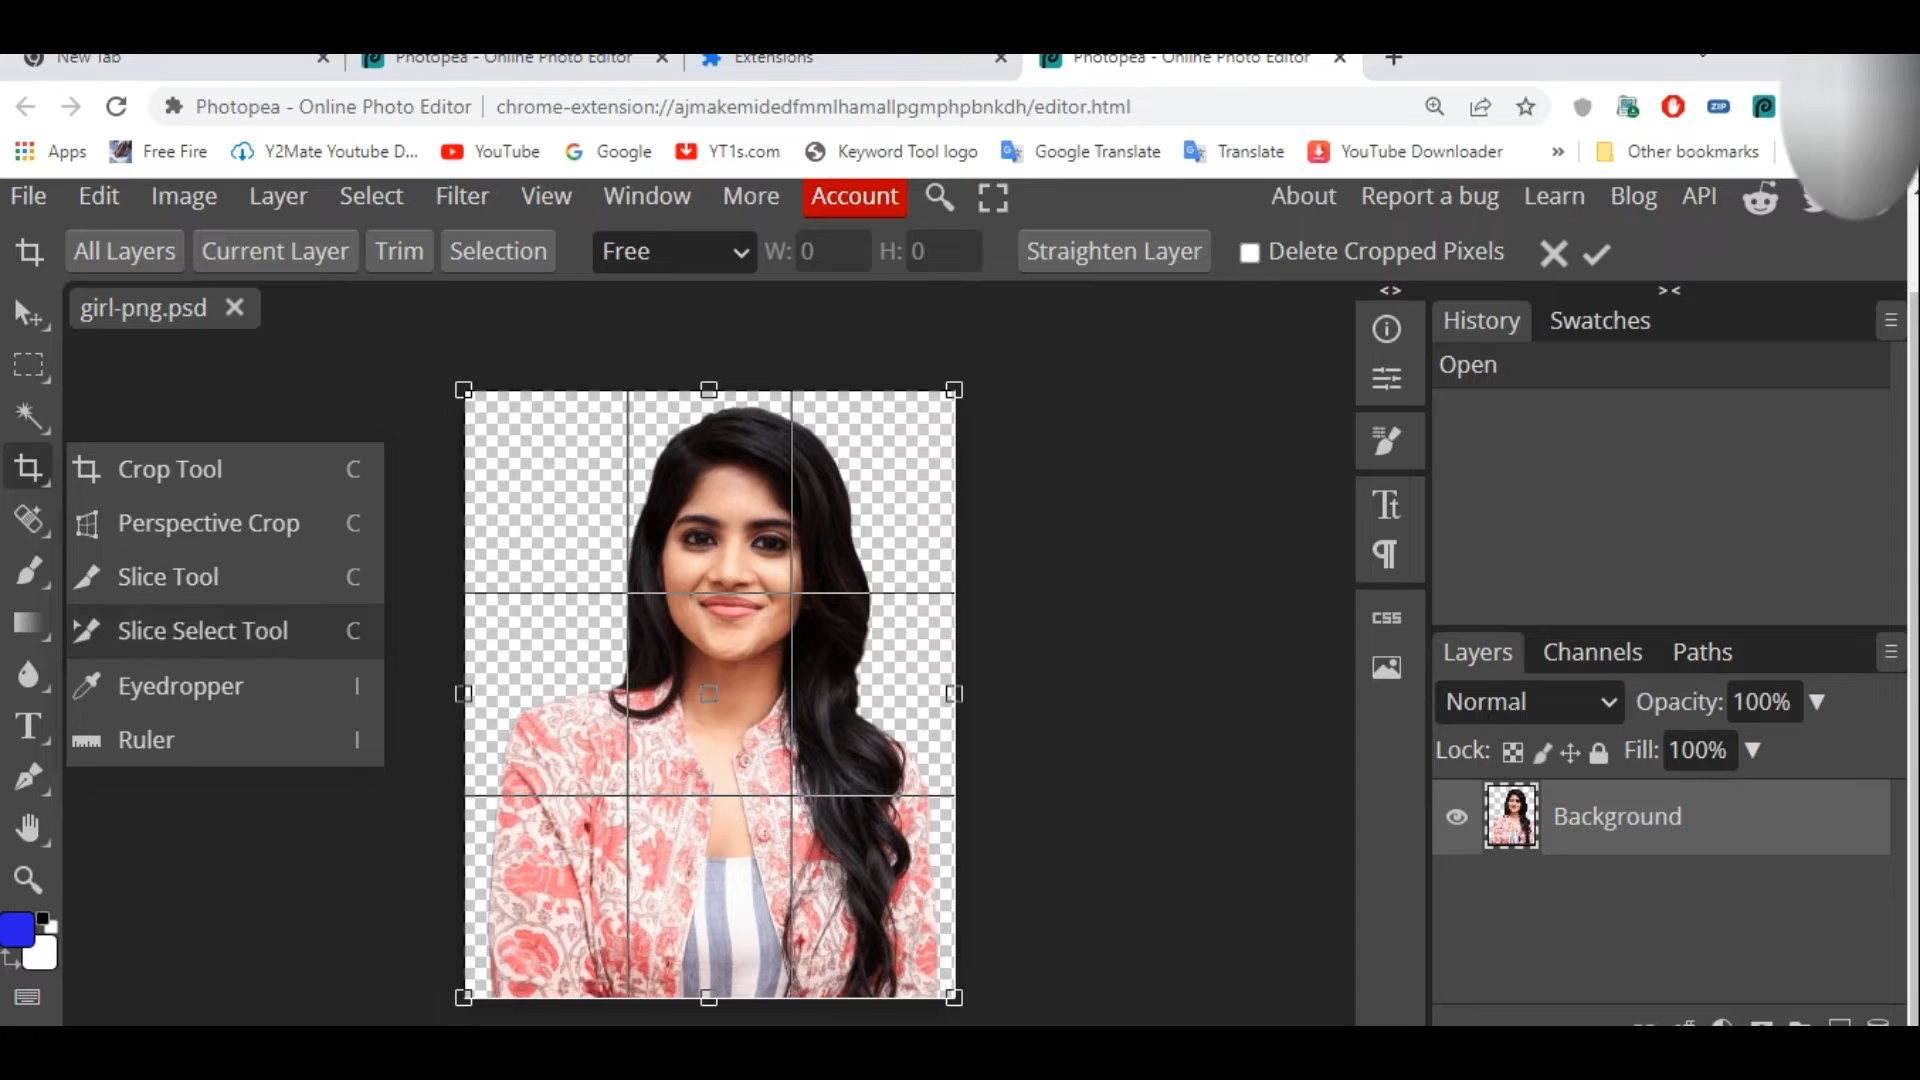 New Tab Photopea - Online Photo Editor Extensions Photopea - Online Photo Editor
Photopea - Online Photo Editor chrome-extension://ajmakemidedfmmlhamallpgmphpbnkdh/editor.html ZIP
Apps Free Fire Y2Mate Youtube D... YouTube Google YT1s.com Keyword Tool logo Google Translate Translate YouTube Downloader » Other bookmarks
File Edit Image Layer Select Filter View Window More Account About Report a bug Learn Blog API
All Layers Current Layer Trim Selection Free W: 0 H: 0 Straighten Layer Delete Cropped Pixels
girl-png.psd
History Swatches
Open
Crop Tool C
Perspective Crop C
Slice Tool C
Slice Select Tool C
Eyedropper I
Ruler I
CSS
Layers Channels Paths
Normal Opacity: 100%
Lock: Fill: 100%
Background